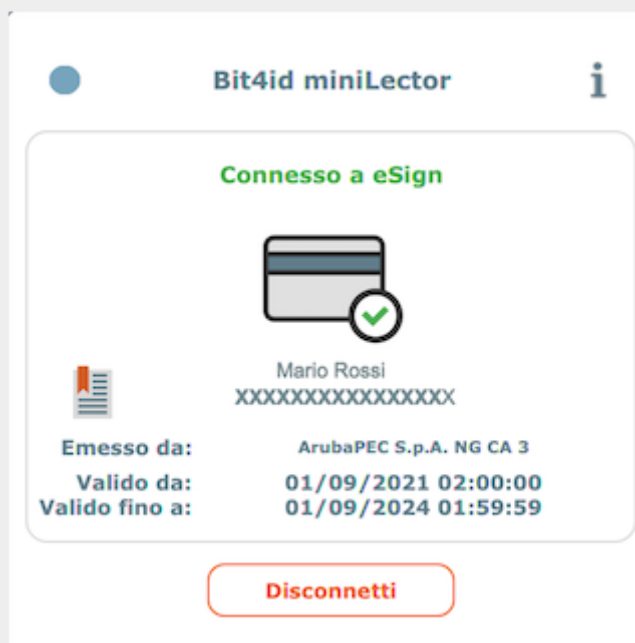 Bit4id miniLector
Connesso a eSign
Mario Rossi
XXXXXXXXXXXXXXXX
Emesso da: ArubaPEC S.p.A. NG CA 3
Valido da: 01/09/2021 02:00:00
Valido fino a: 01/09/2024 01:59:59
Disconnetti